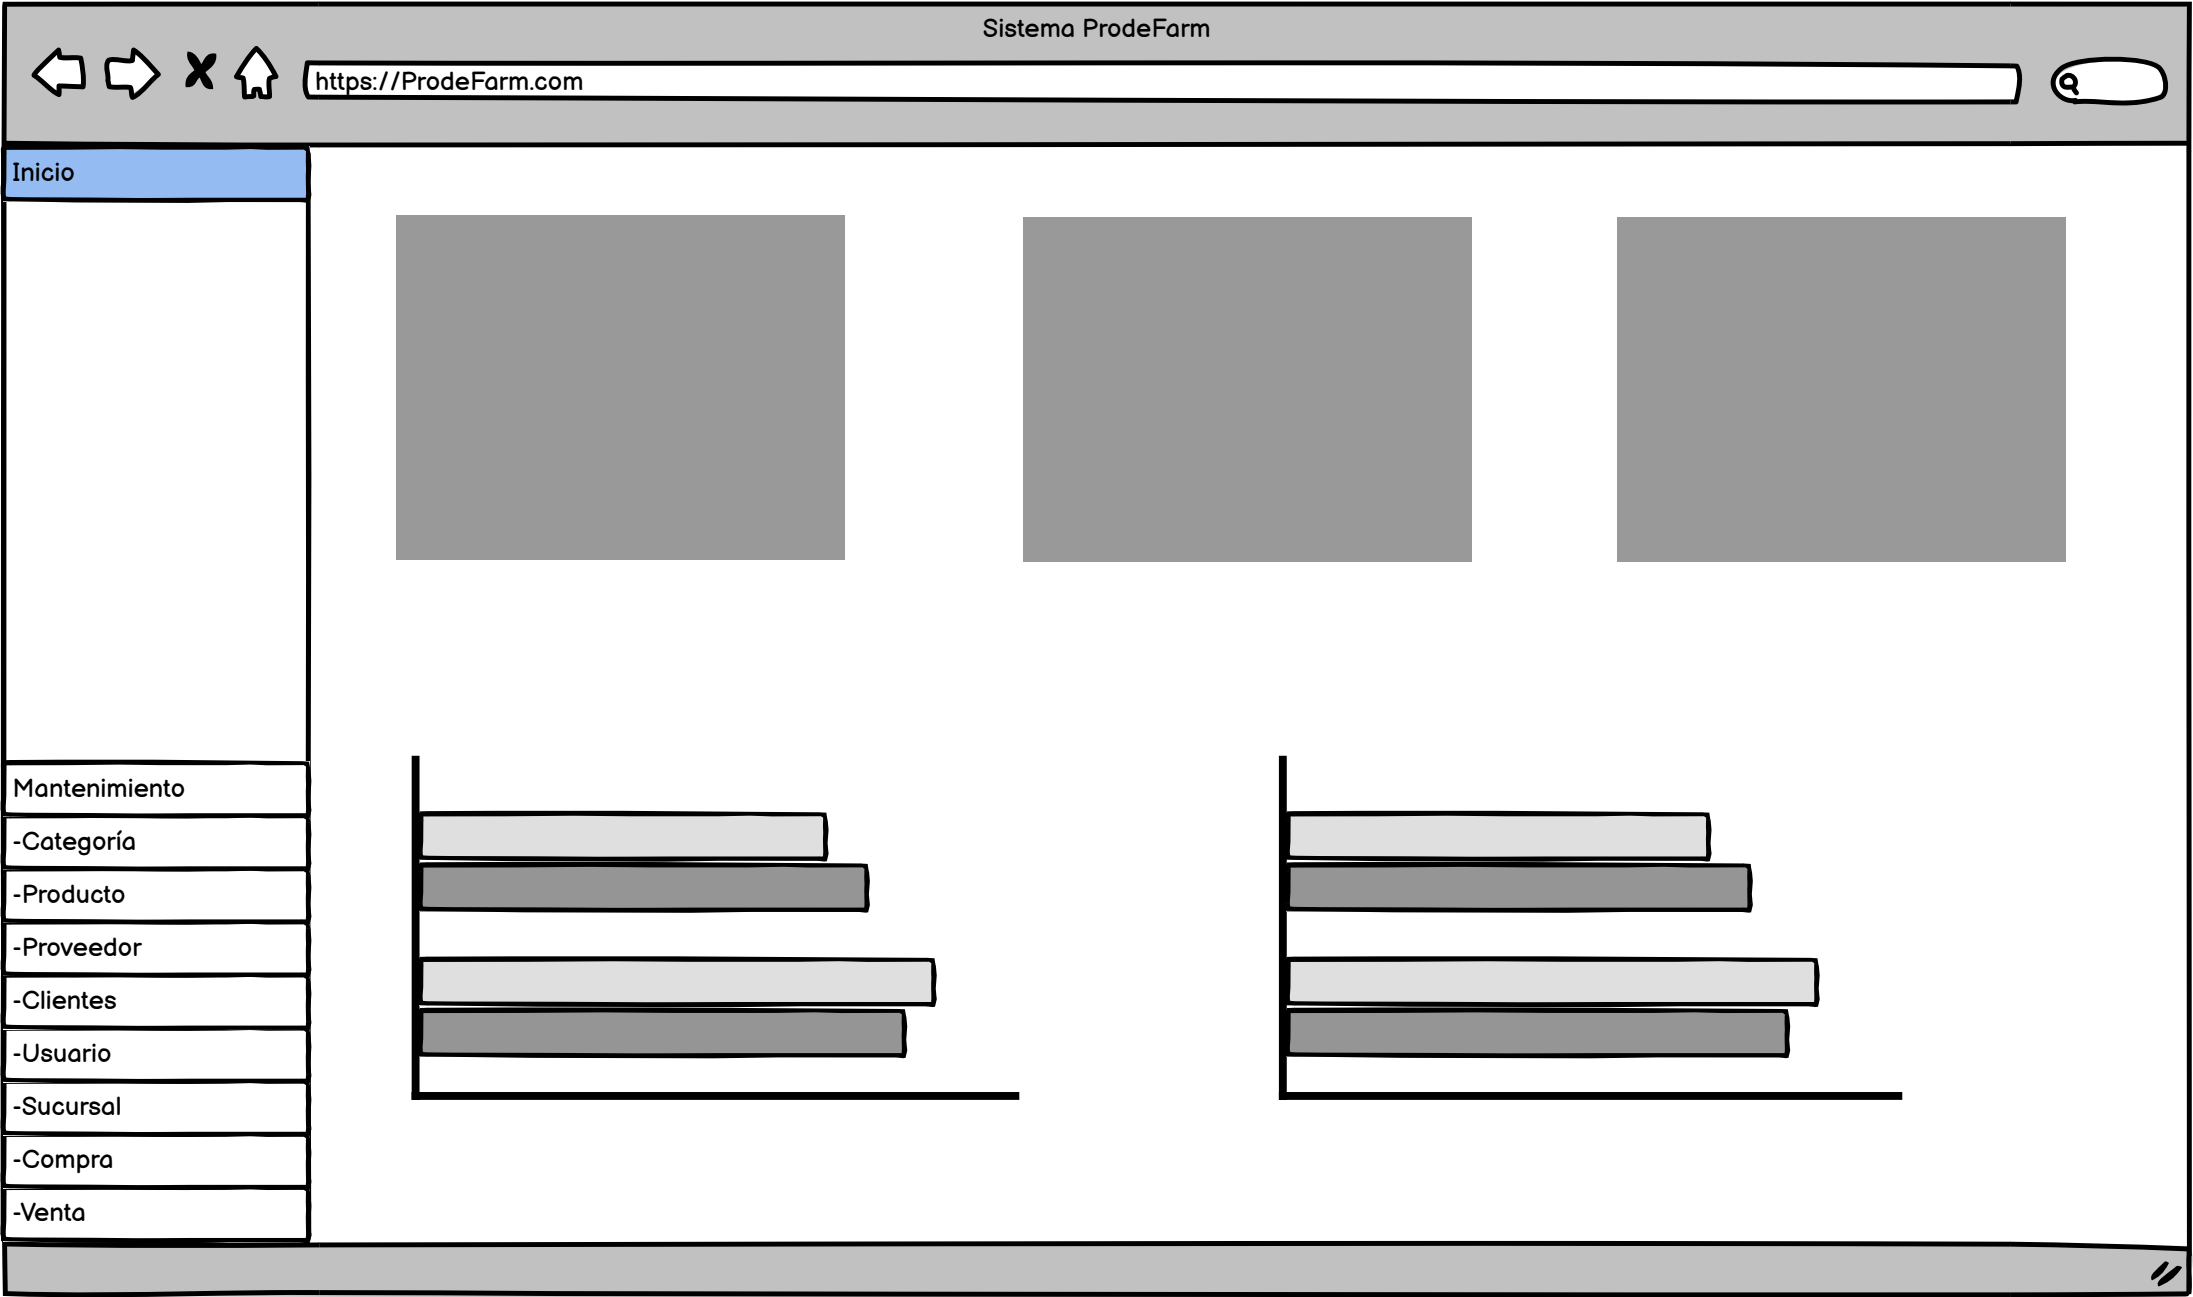 Sistema ProdeFarm
https://ProdeFarm.com
Inicio
Mantenimiento
-Categoría
-Producto
-Proveedor
-Clientes
-Usuario
-Sucursal
-Compra
-Venta